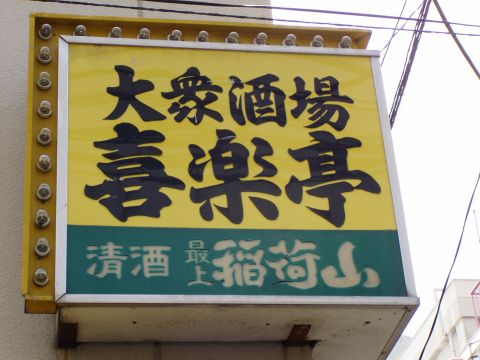 大衆酒場
喜楽亭
清酒 最上 稲荷山